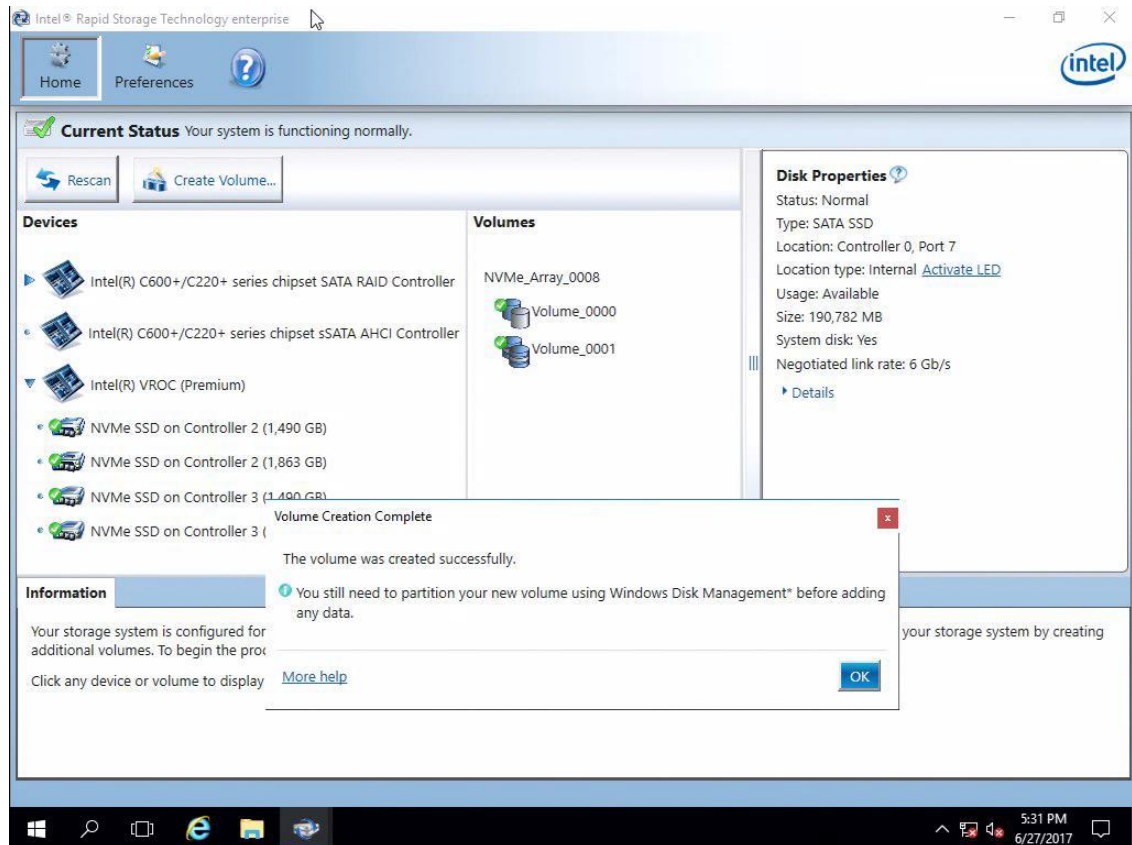 Intel® Rapid Storage Technology enterprise
Home
Preferences
?
intel
Current Status Your system is functioning normally.
Rescan
Create Volume...
Devices
Intel(R) C600+/C220+ series chipset SATA RAID Controller
Intel(R) C600+/C220+ series chipset sSATA AHCI Controller
Intel(R) VROC (Premium)
NVMe SSD on Controller 2 (1,490 GB)
NVMe SSD on Controller 2 (1,863 GB)
NVMe SSD on Controller 3 (1,490 GB)
NVMe SSD on Controller 3 (
Volumes
NVMe_Array_0008
Volume_0000
Volume_0001
Disk Properties
Status: Normal
Type: SATA SSD
Location: Controller 0, Port 7
Location type: Internal Activate LED
Usage: Available
Size: 190,782 MB
System disk: Yes
Negotiated link rate: 6 Gb/s
Details
Volume Creation Complete
The volume was created successfully.
You still need to partition your new volume using Windows Disk Management* before adding
any data.
More help
OK
Information
Your storage system is configured for
your storage system by creating
additional volumes. To begin the
Click any device or volume to display
5:31 PM
6/27/2017